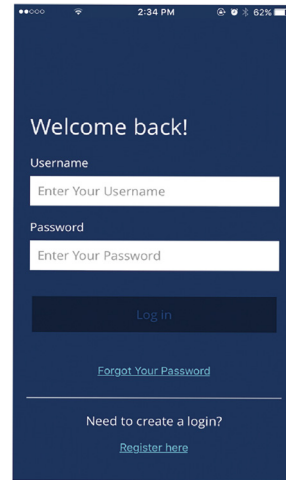 2:34 PM
62%
Welcome back!
Username
Enter Your Username
Password
Enter Your Password
Log in
Forgot Your Password
Need to create a login?
Register here